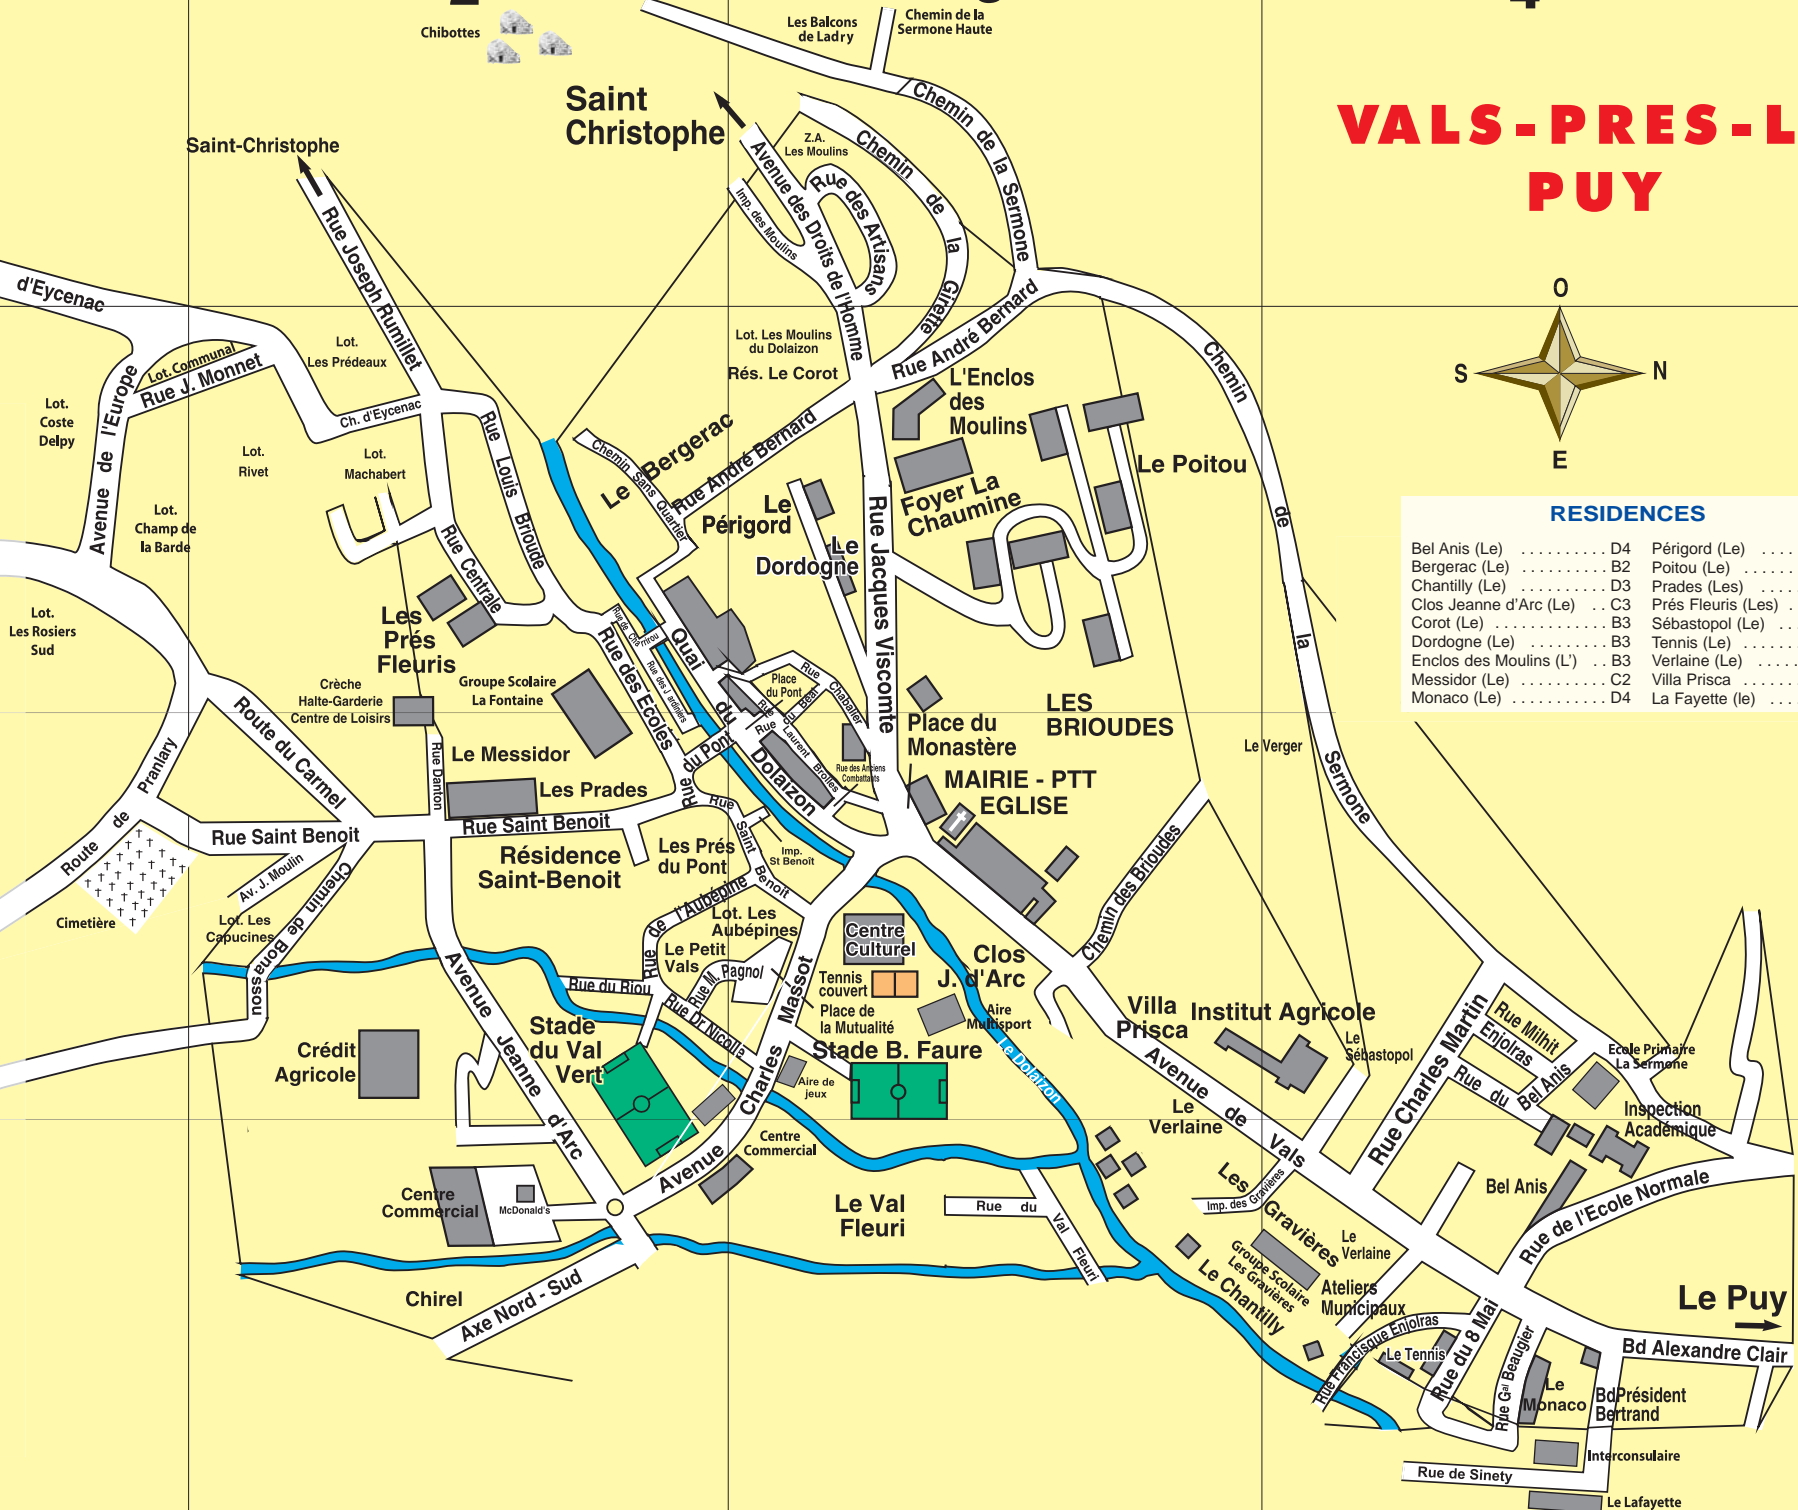 Chibottes
Les Balcons
de Ladry
Chemin de la
Sermone Haute
Saint
Christophe
Saint-Christophe
Z.A.
Les Moulins
Chemin de la Sermone
Chemin de la Girette
Avenue des Droits de l'Homme
Rue des Artisans
Imp. des Moulins
VALS-PRES-L
PUY
O
S
N
E
d'Eycenac
Rue Joseph Rumillet
Lot. Communal
Rue J. Monnet
Lot.
Les Prédeaux
Ch. d'Eycenac
Avenue de l'Europe
Lot.
Coste
Delpy
Lot.
Rivet
Lot.
Machabert
Lot.
Champ de
la Barde
Lot.
Les Rosiers
Sud
Rue Louis Brioude
Rue Centrale
Lot. Les Moulins
du Dolaizon
Rés. Le Corot
Rue André Bernard
Rue André Bernard
Le Bergerac
Chemin Sans Quartier
L'Enclos
des
Moulins
Le Poitou
Foyer La
Chaumine
Le
Périgord
Le
Dordogne
Rue Jacques Viscomte
Chemin de la Sermone
RESIDENCES
Bel Anis (Le) .......... D4
Bergerac (Le) .......... B2
Chantilly (Le) .......... D3
Clos Jeanne d'Arc (Le) .. C3
Corot (Le) ............. B3
Dordogne (Le) .......... B3
Enclos des Moulins (L') .. B3
Messidor (Le) .......... C2
Monaco (Le) ........... D4
Périgord (Le) ....
Poitou (Le) ......
Prades (Les) .....
Prés Fleuris (Les) .
Sébastopol (Le) ...
Tennis (Le) ......
Verlaine (Le) .....
Villa Prisca .......
La Fayette (le) ....
Les
Prés
Fleuris
Crèche
Halte-Garderie
Centre de Loisirs
Groupe Scolaire
La Fontaine
Rue de Charrirou
Rue des Jardiniers
Rue des Ecoles
Quai du Dolaizon
Place
du Pont
Rue du Béal
Rue Chabalier
Rue Laurent Brolles
Rue des Anciens
Combattants
Rue du Pont
Place du
Monastère
LES
BRIOUDES
MAIRIE - PTT
EGLISE
Le Verger
Route du Carmel
Route de Pranlary
Rue Danton
Le Messidor
Les Prades
Rue Saint Benoit
Rue Saint Benoit
Rue Saint Benoit
Imp.
St Benoît
Résidence
Saint-Benoit
Les Prés
du Pont
Av. J. Moulin
Cimetière
Lot. Les
Capucines
Chemin de Bonassou
Rue de l'Aubépine
Lot. Les
Aubépines
Le Petit
Vals
Rue M. Pagnol
Rue du Riou
Rue Dr Nicolle
Centre
Culturel
Tennis
couvert
Place de
la Mutualité
Clos
J. d'Arc
Aire
Multisport
Chemin des Brioudes
Villa
Prisca
Institut Agricole
Le
Sébastopol
Stade
du Val
Vert
Stade B. Faure
Aire de
jeux
Avenue Charles Massot
Le Dolaizon
Crédit
Agricole
Avenue Jeanne d'Arc
Centre
Commercial
Centre
Commercial
McDonald's
Chirel
Axe Nord - Sud
Le Val
Fleuri
Rue du Val Fleuri
Avenue de Vals
Le
Verlaine
Les Gravières
Imp. des Gravières
Groupe Scolaire
Les Gravières
Le
Verlaine
Ateliers
Municipaux
Le Chantilly
Rue Charles Martin
Rue Milhit
Enjolras
Rue du Bel Anis
Ecole Primaire
La Sermone
Inspection
Académique
Bel Anis
Rue de l'Ecole Normale
Le Puy
Bd Alexandre Clair
Rue Francisque Enjolras
Le Tennis
Rue du 8 Mai
Rue Gal Beaugier
Le
Monaco
Bd Président
Bertrand
Interconsulaire
Rue de Sinety
Le Lafayette